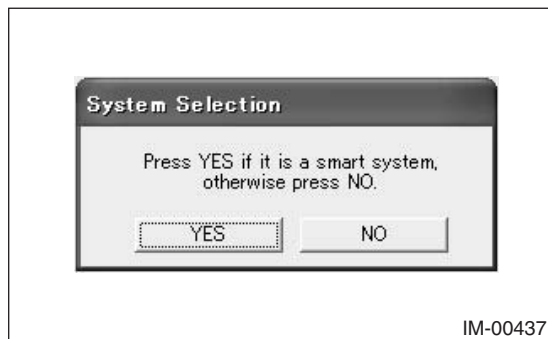 System Selection
Press YES if it is a smart system,
otherwise press NO.
YES
NO
IM-00437